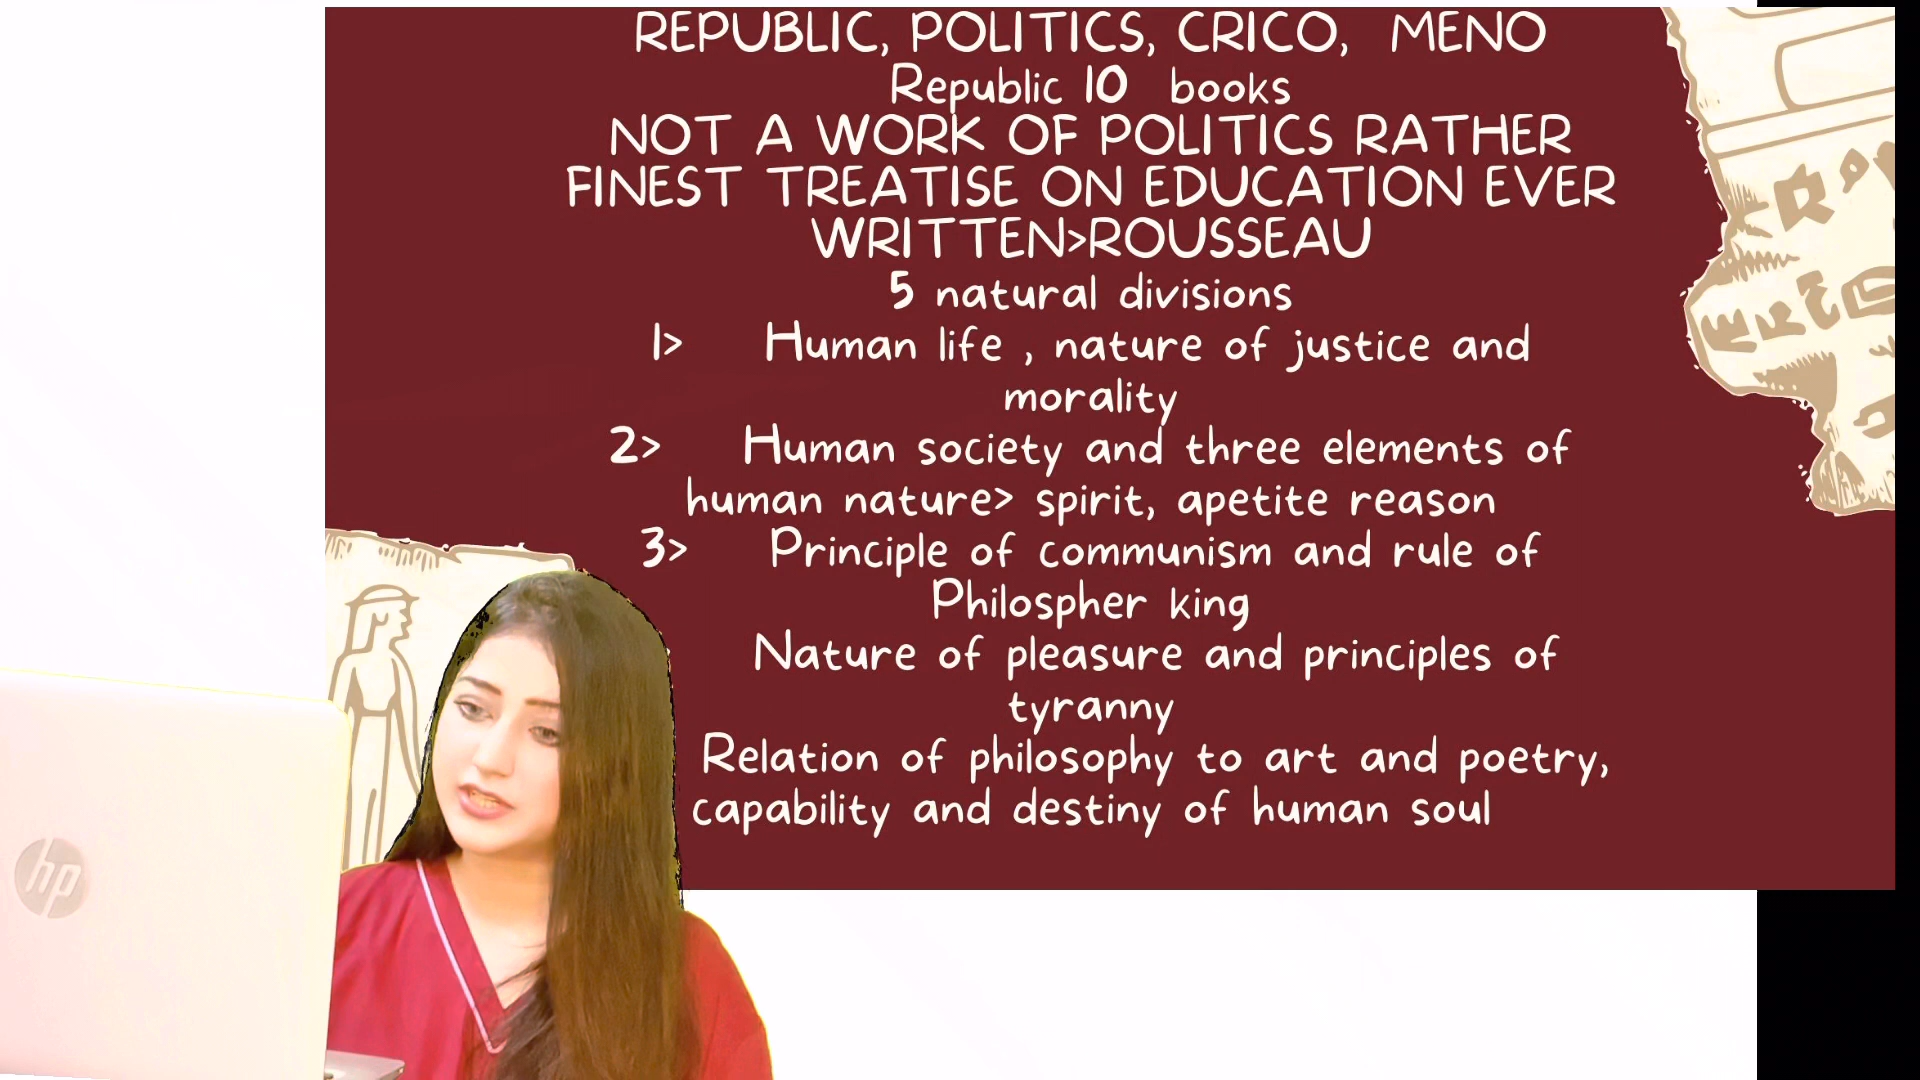 REPUBLIC, POLITICS, CRICO, MENO
Republic 10 books
NOT A WORK OF POLITICS RATHER
FINEST TREATISE ON EDUCATION EVER
WRITTEN>ROUSSEAU
5 natural divisions
1> Human life , nature of justice and
morality
2> Human society and three elements of
human nature> spirit, apetite reason
3> Principle of communism and rule of
Philospher king
Nature of pleasure and principles of
tyranny
Relation of philosophy to art and poetry,
capability and destiny of human soul
hp